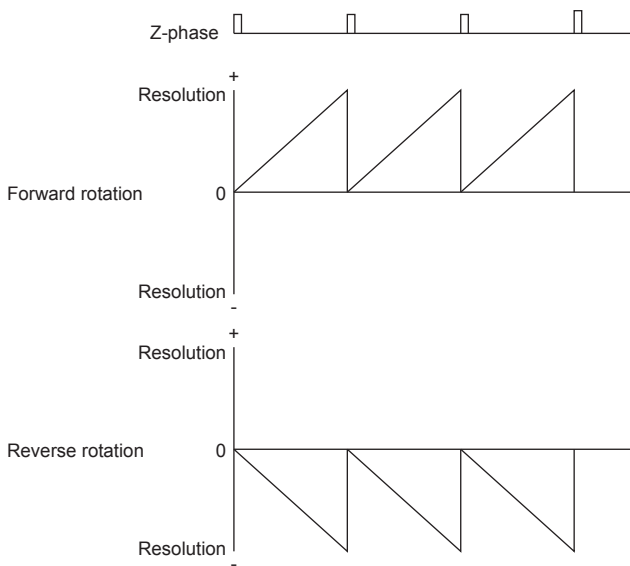 Z-phase
+
Resolution
Forward rotation 0
Resolution
-
+
Resolution
Reverse rotation 0
Resolution
-